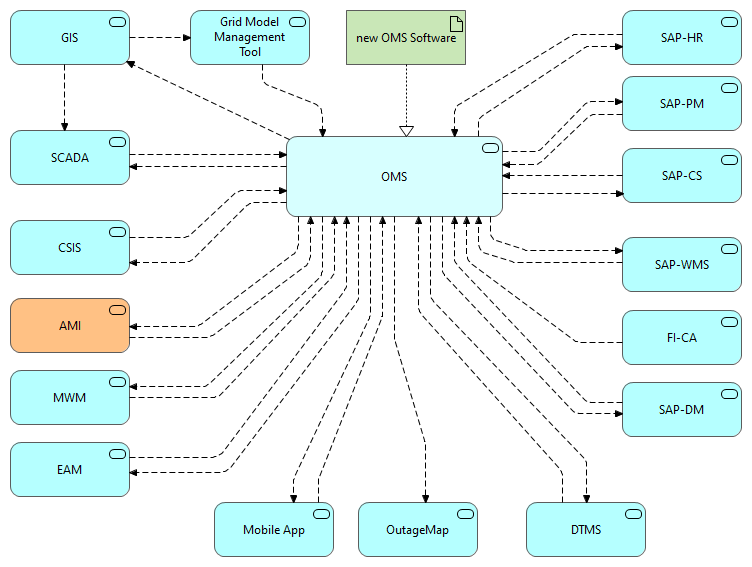 GIS
Grid Model
Management
Tool
new OMS Software
SAP-HR
SAP-PM
SCADA
OMS
SAP-CS
CSIS
SAP-WMS
AMI
FI-CA
MWM
SAP-DM
EAM
Mobile App
OutageMap
DTMS